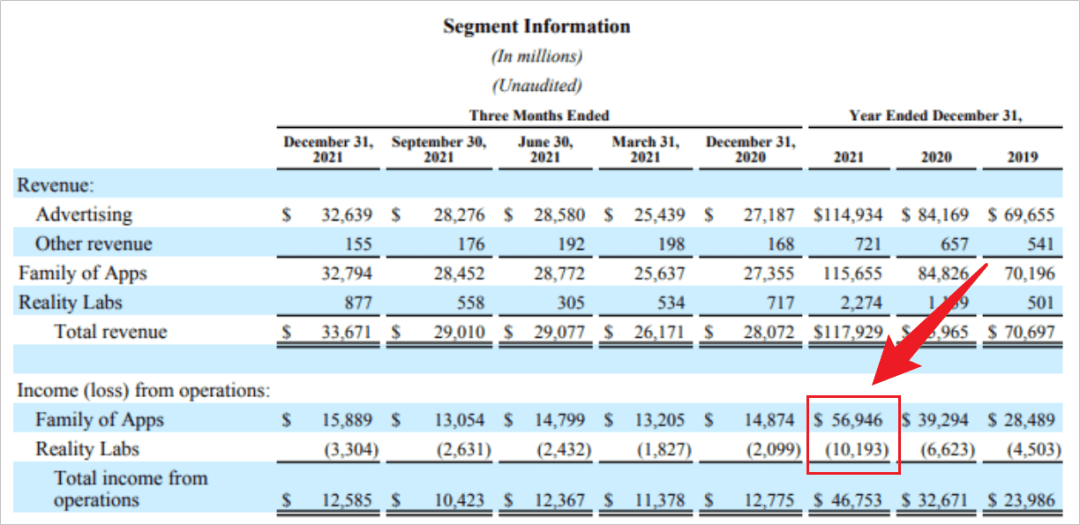 Segment Information
(In millions)
(Unaudited)
Three Months Ended Year Ended December 31,
December 31, 2021 September 30, 2021 June 30, 2021 March 31, 2021 December 31, 2020 2021 2020 2019
Revenue:
Advertising $ 32,639 $ 28,276 $ 28,580 $ 25,439 $ 27,187 $114,934 $ 84,169 $ 69,655
Other revenue 155 176 192 198 168 721 657 541
Family of Apps 32,794 28,452 28,772 25,637 27,355 115,655 84,826 70,196
Reality Labs 877 558 305 534 717 2,274 501
Total revenue $ 33,671 $ 29,010 $ 29,077 $ 26,171 $ 28,072 $117,929 $ 70,697
Income (loss) from operations:
Family of Apps $ 15,889 $ 13,054 $ 14,799 $ 13,205 $ 14,874 $ 56,946 $ 39,294 $ 28,489
Reality Labs (3,304) (2,631) (2,432) (1,827) (2,099) (10,193) (6,623) (4,503)
Total income from
operations $ 12,585 $ 10,423 $ 12,367 $ 11,378 $ 12,775 $ 46,753 $ 32,671 $ 23,986